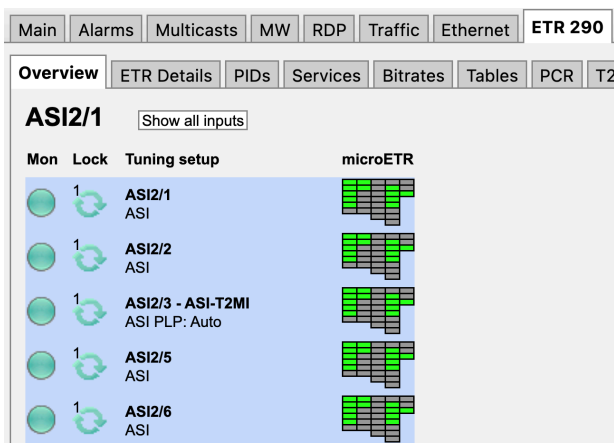 Main Alarms Multicasts MW RDP Traffic Ethernet ETR 290
Overview ETR Details PIDs Services Bitrates Tables PCR T2
ASI2/1 Show all inputs
Mon Lock Tuning setup microETR
1 ASI2/1
ASI
1 ASI2/2
ASI
1 ASI2/3 - ASI-T2MI
ASI PLP: Auto
1 ASI2/5
ASI
1 ASI2/6
ASI